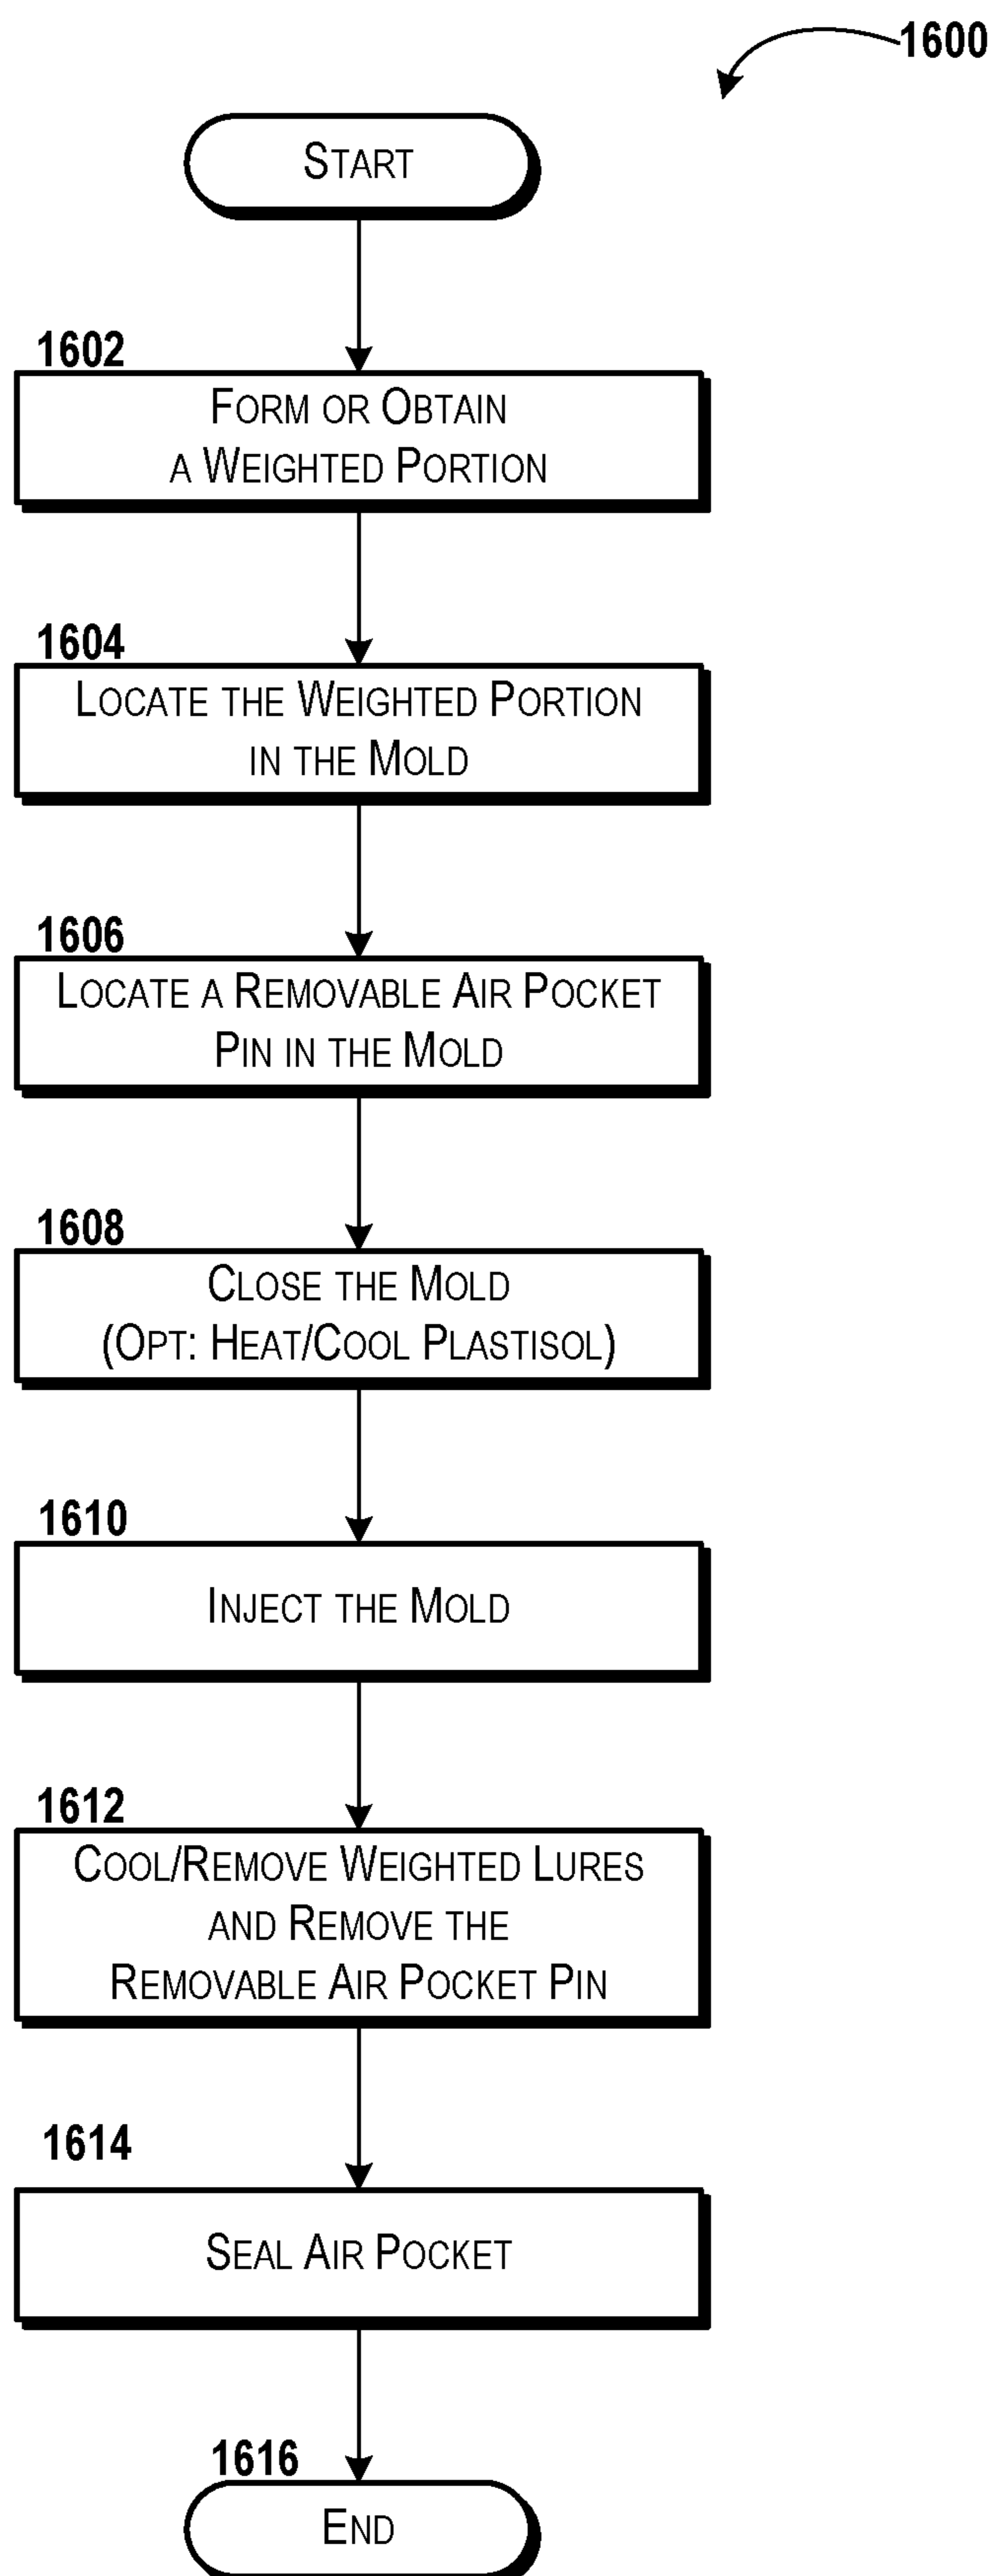 1600
START
1602
FORM OR OBTAIN
A WEIGHTED PORTION
1604
LOCATE THE WEIGHTED PORTION
IN THE MOLD
1606
LOCATE A REMOVABLE AIR POCKET
PIN IN THE MOLD
1608
CLOSE THE MOLD
(OPT: HEAT/COOL PLASTISOL)
1610
INJECT THE MOLD
1612
COOL/REMOVE WEIGHTED LURES
AND REMOVE THE
REMOVABLE AIR POCKET PIN
1614
SEAL AIR POCKET
1616
END